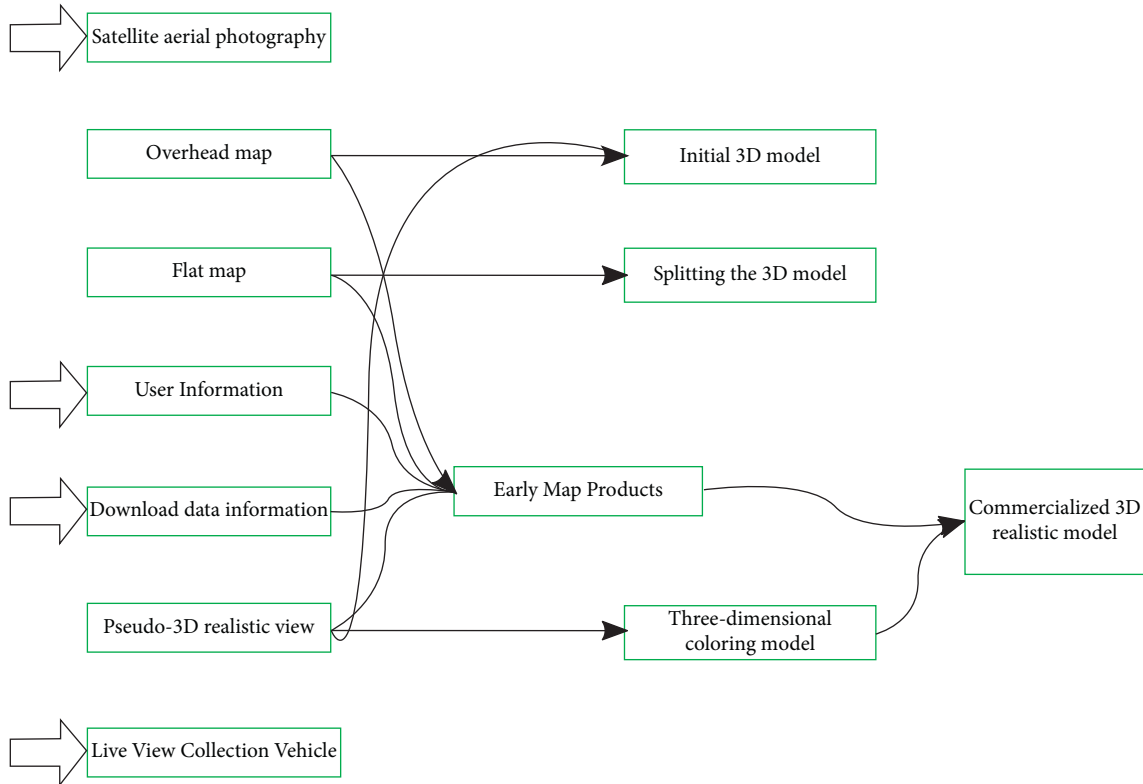 Satellite aerial photography
Overhead map
Initial 3D model
Flat map
Splitting the 3D model
User Information
Early Map Products
Download data information
Commercialized 3D
realistic model
Pseudo-3D realistic view
Three-dimensional
coloring model
Live View Collection Vehicle